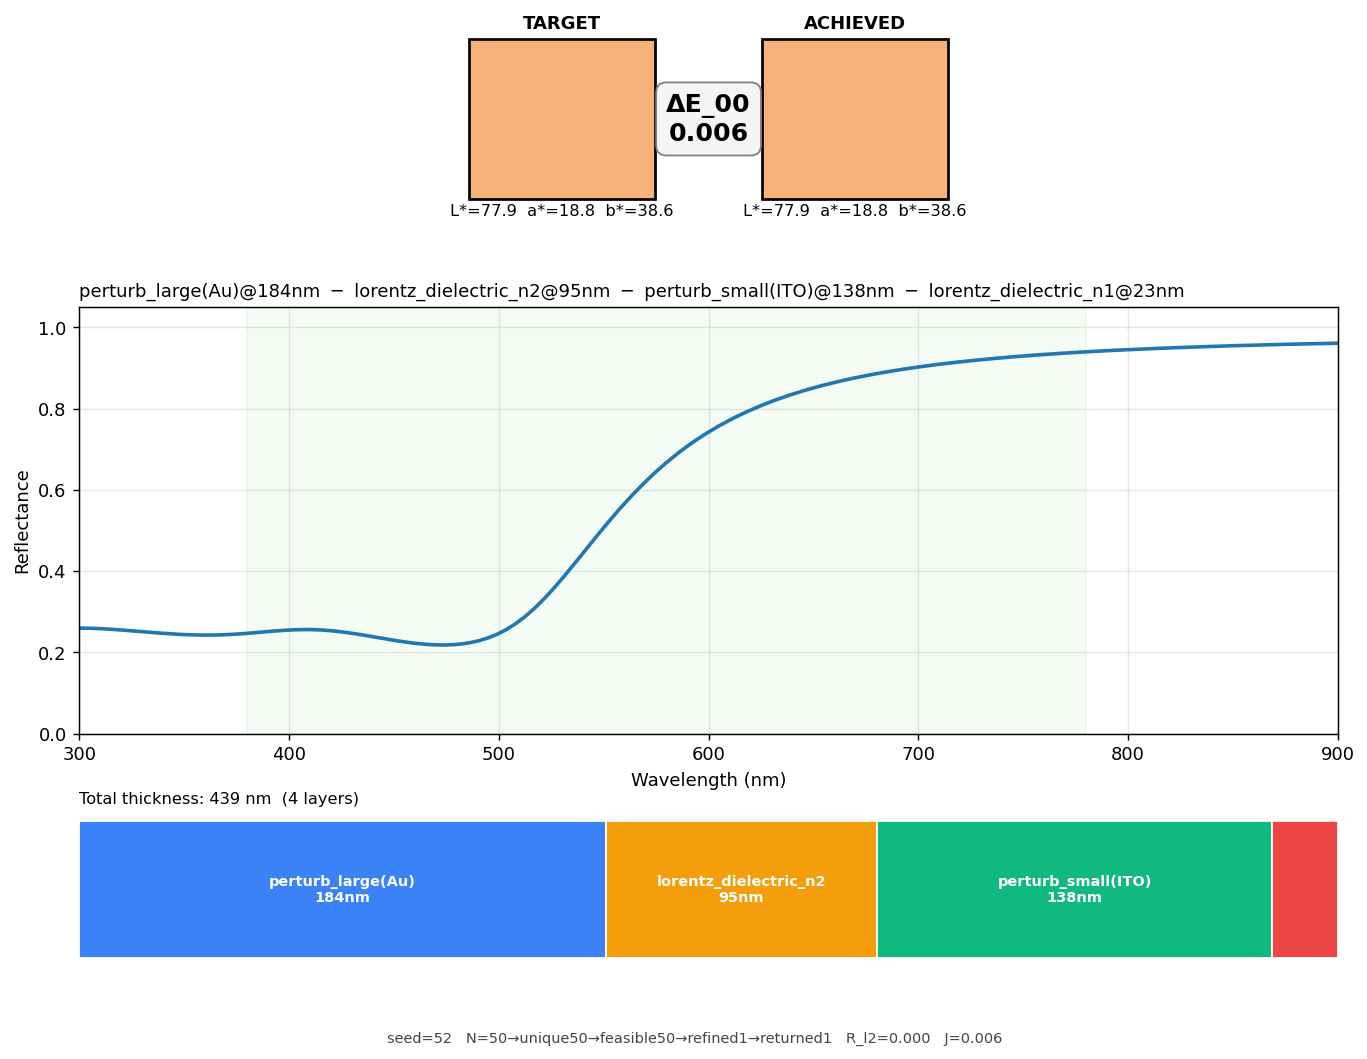 TARGET
ACHIEVED
ΔE_00
0.006
L*=77.9  a*=18.8  b*=38.6
L*=77.9  a*=18.8  b*=38.6
perturb_large(Au)@184nm − lorentz_dielectric_n2@95nm − perturb_small(ITO)@138nm − lorentz_dielectric_n1@23nm
Reflectance
1.0
0.8
0.6
0.4
0.2
0.0
300 400 500 600 700 800 900
Wavelength (nm)
Total thickness: 439 nm  (4 layers)
perturb_large(Au)
184nm
lorentz_dielectric_n2
95nm
perturb_small(ITO)
138nm
seed=52   N=50→unique50→feasible50→refined1→returned1   R_l2=0.000   J=0.006